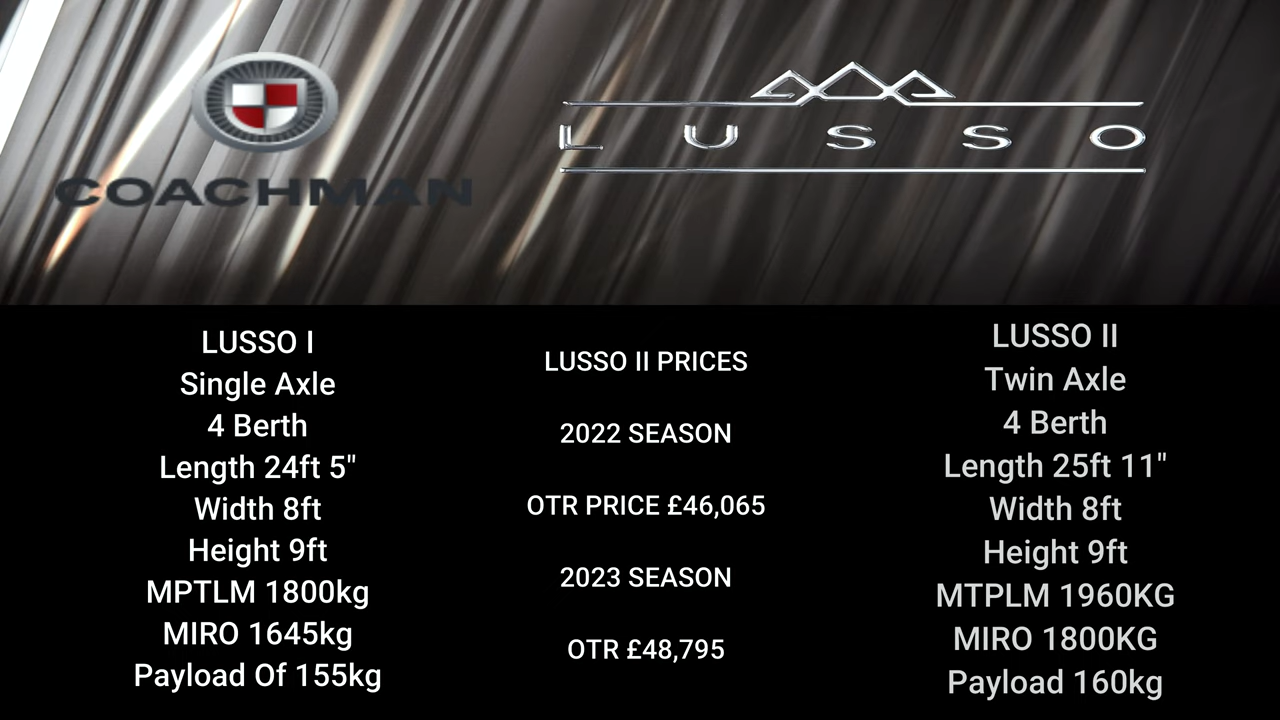 COACHMAN
LUSSO
LUSSO I
Single Axle
4 Berth
Length 24ft 5"
Width 8ft
Height 9ft
MPTLM 1800kg
MIRO 1645kg
Payload Of 155kg
LUSSO II PRICES
2022 SEASON
OTR PRICE £46,065
2023 SEASON
OTR £48,795
LUSSO II
Twin Axle
4 Berth
Length 25ft 11"
Width 8ft
Height 9ft
MTPLM 1960KG
MIRO 1800KG
Payload 160kg